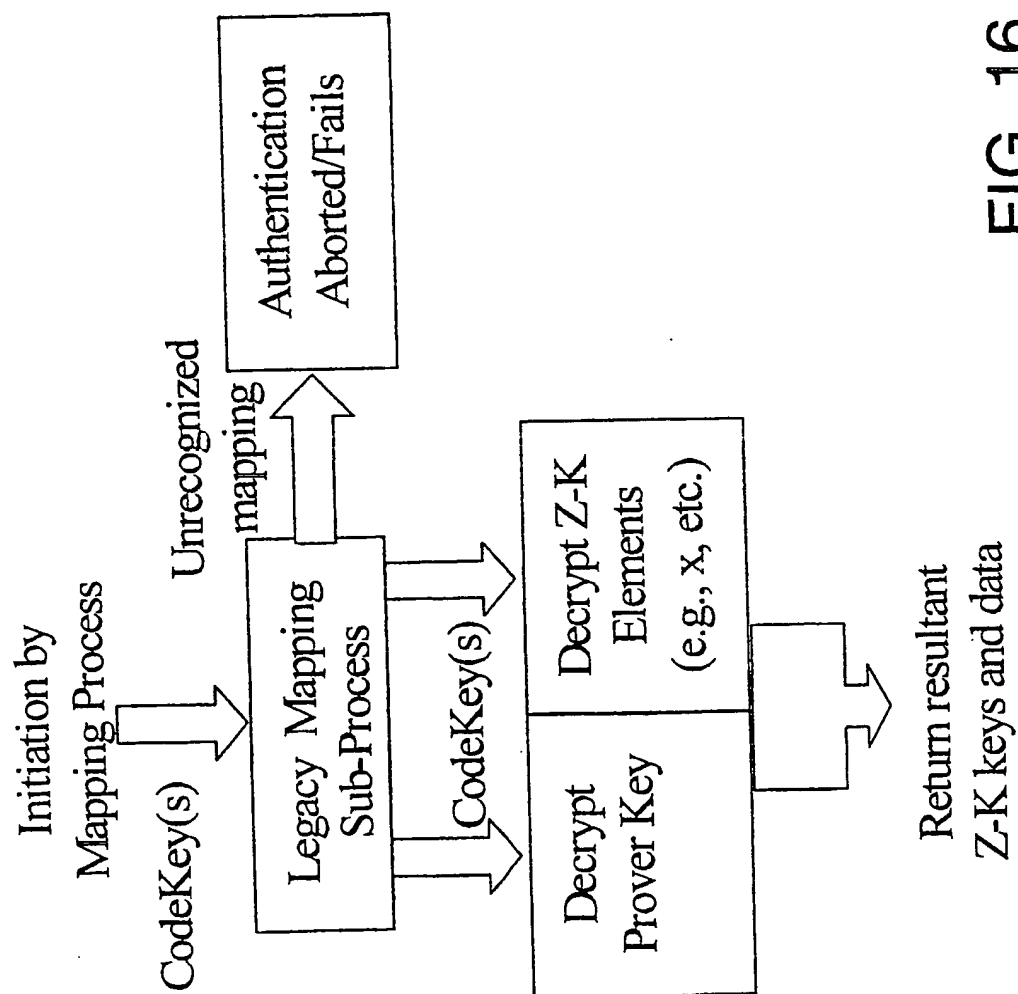 Initiation by
Mapping Process
CodeKey(s)
Legacy Mapping
Sub-Process
Unrecognized
mapping
Authentication
Aborted/Fails
CodeKey(s)
Decrypt
Prover Key
Decrypt Z-K
Elements
(e.g., x, etc.)
Return resultant
Z-K keys and data
FIG. 16